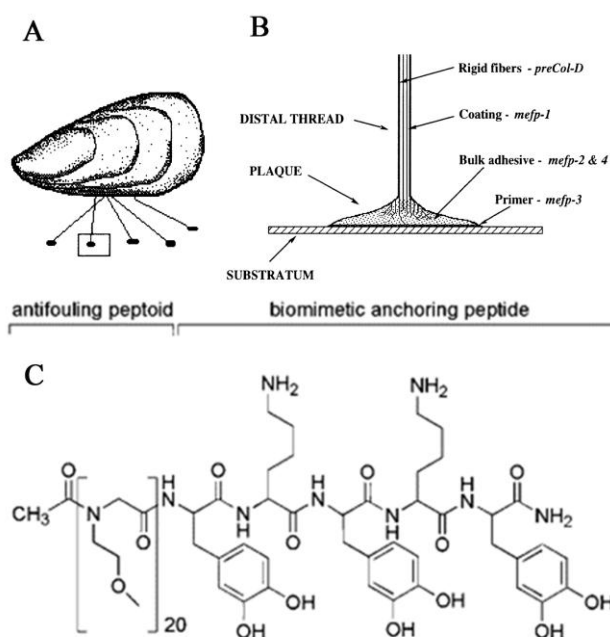 A
B
Rigid fibers - preCol-D
DISTAL THREAD
Coating - mefp-1
Bulk adhesive - mefp-2 & 4
PLAQUE
Primer - mefp-3
SUBSTRATUM
antifouling peptoid
biomimetic anchoring peptide
C
NH2
NH2
O
O
H
N
O
H
N
O
H
N
O
CH3
N
N
H
N
H
NH2
O
O
O
O
20
OH
OH
OH
OH
OH
OH